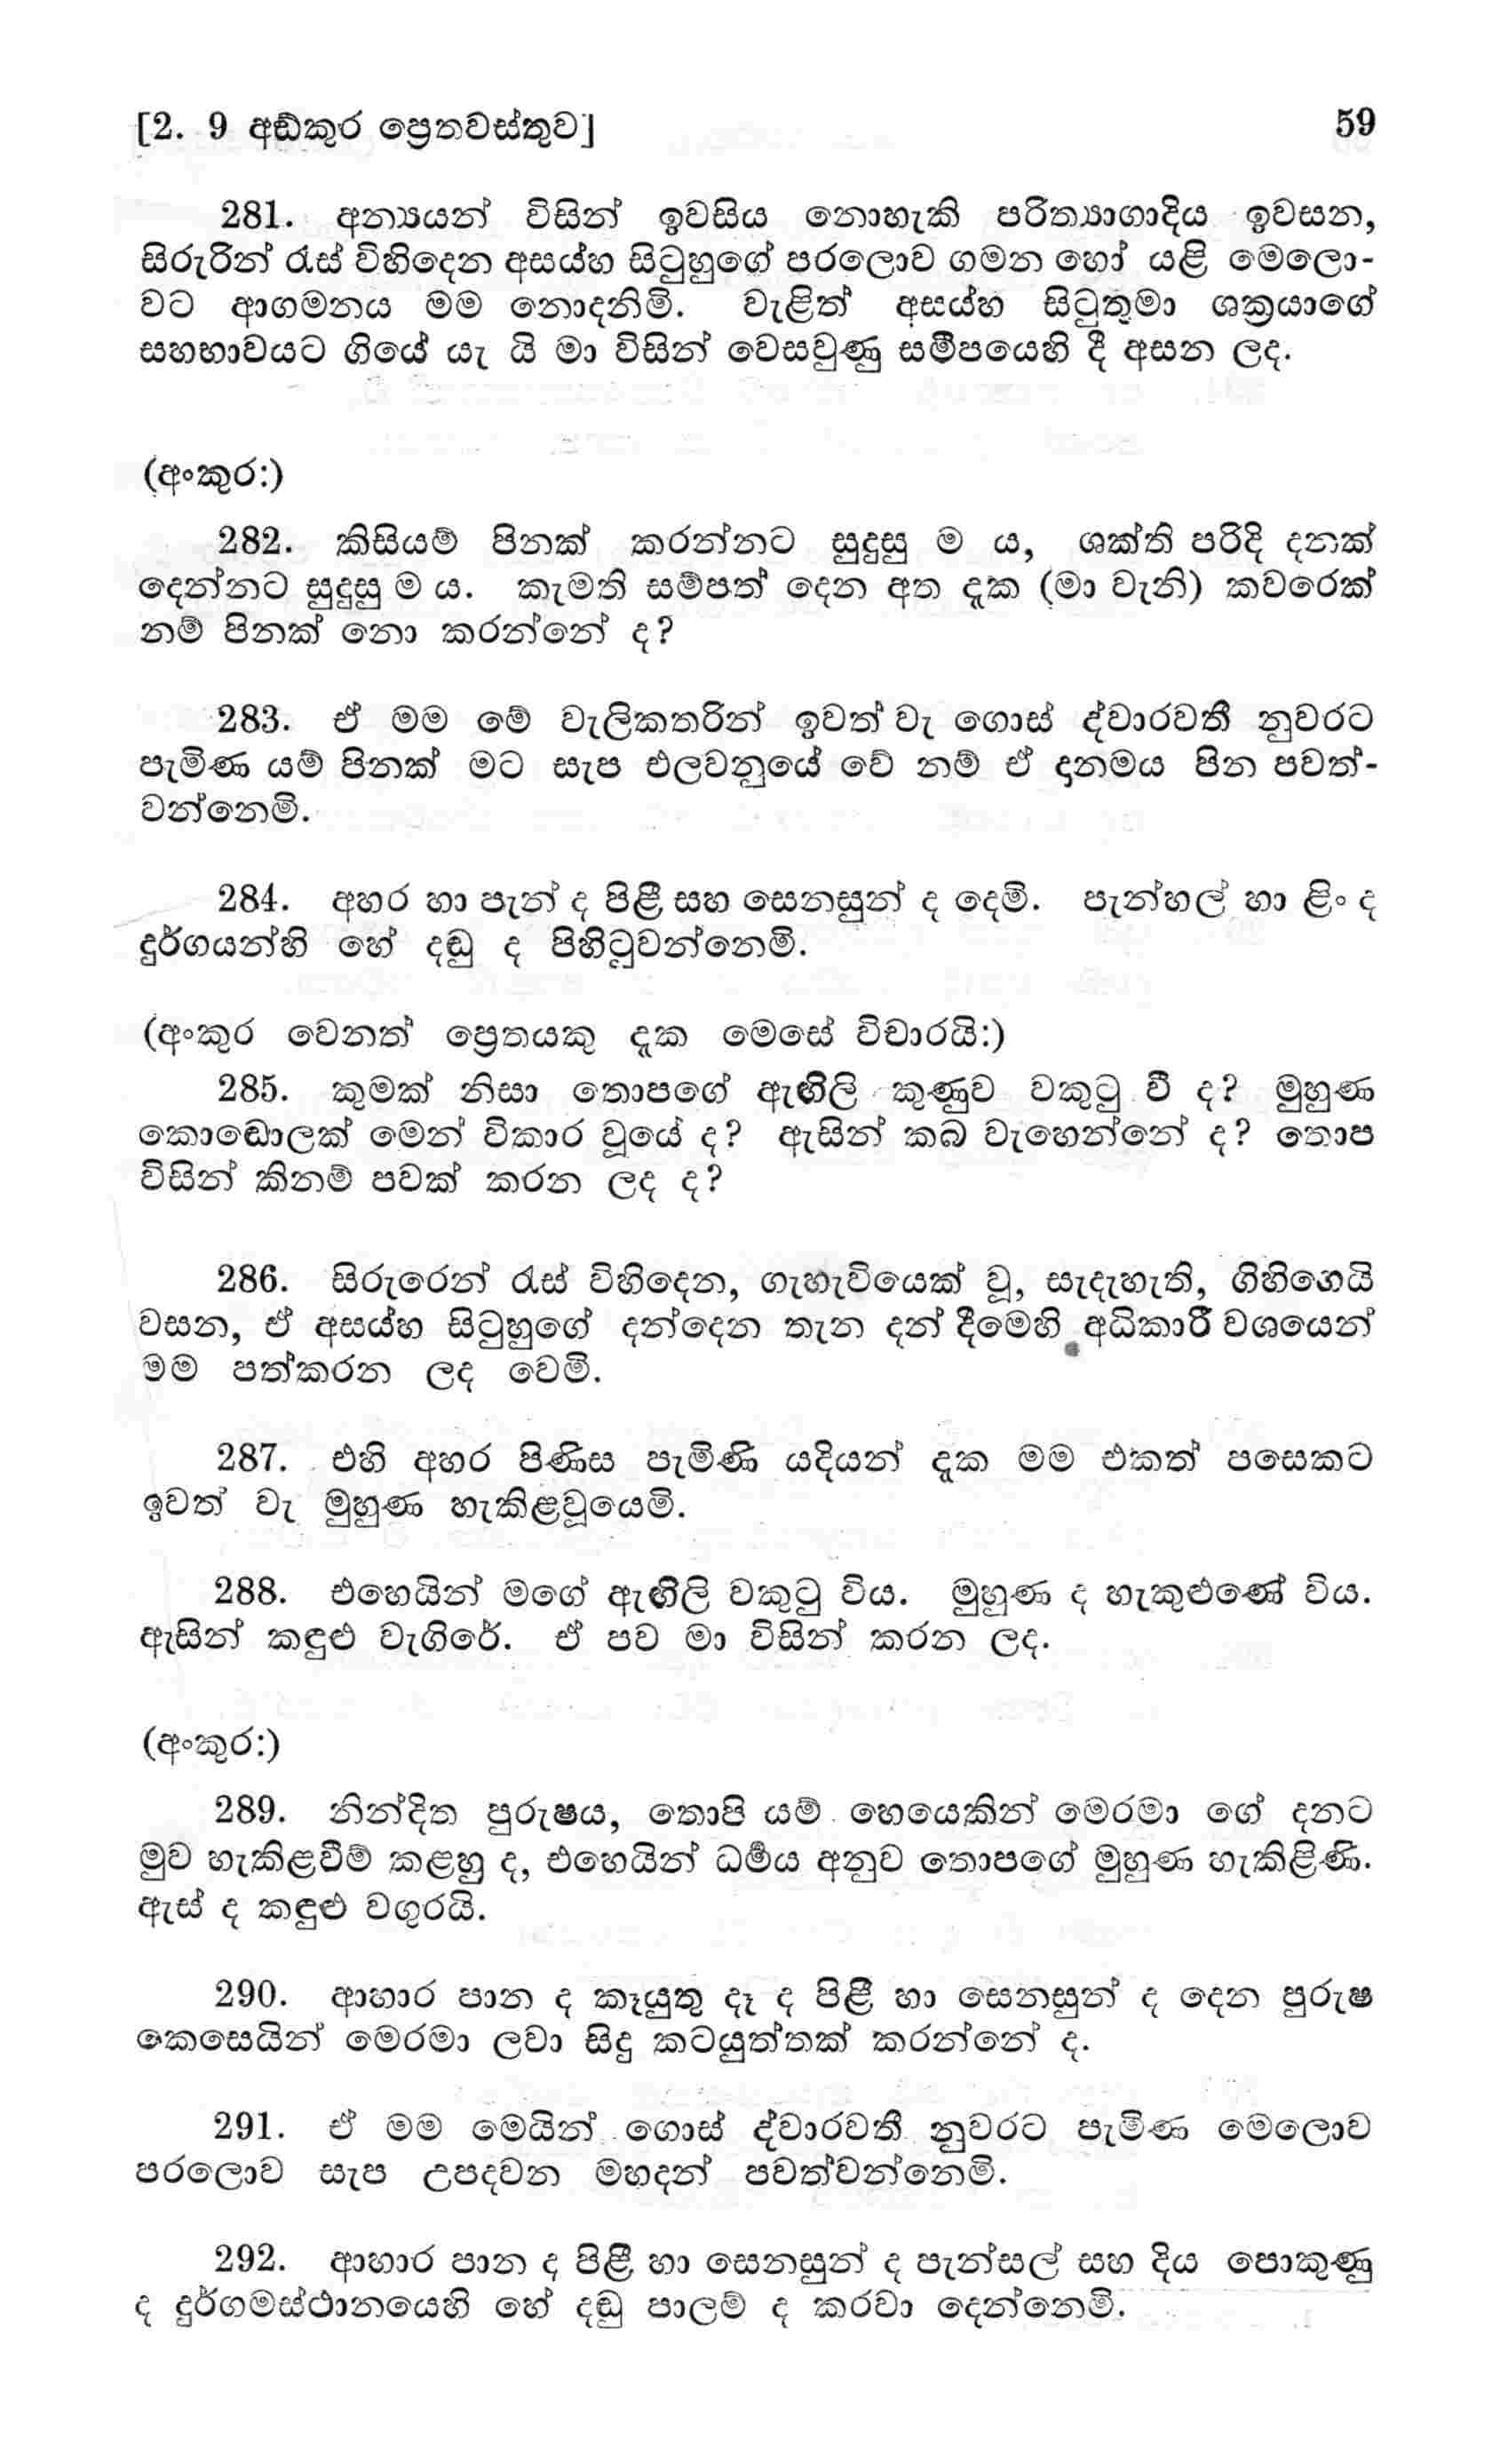 [2. 9 අඞ්කුර ප්‍රෙතවස්තුව] 59
281. අන්‍යයන් විසින් ඉවසිය නොහැකි පරිත්‍යාගාදිය ඉවසන,
සිරුරින් රැස් විහිදෙන අසය්හ සිටුහුගේ පරලොව ගමන හෝ යළි මෙලො-
වට ආගමනය මම නොදනිමි. වැළිත් අසය්හ සිටුතුමා ශක්‍රයාගේ
සහභාවයට ගියේ යැ යි මා විසින් වෙසවුණු සමීපයෙහි දී අසන ලද.
(අංකුර:)
282. කිසියම් පිනක් කරන්නට සුදුසු ම ය, ශක්ති පරිදි දනක්
දෙන්නට සුදුසු ම ය. කැමති සම්පත් දෙන අත දැක (මා වැනි) කවරෙක්
නම් පිනක් නො කරන්නේ ද?
283. ඒ මම මේ වැලිකතරින් ඉවත් වැ ගොස් ද්වාරවතී නුවරට
පැමිණ යම් පිනක් මට සැප එලවනුයේ වේ නම් ඒ දානමය පින පවත්-
වන්නෙමි.
284. අහර හා පැන් ද පිළී සහ සෙනසුන් ද දෙමි. පැන්හල් හා ළිං ද
දුර්ගයන්හි හේ දඬු ද පිහිටුවන්නෙමි.
(අංකුර වෙනත් ප්‍රෙතයකු දැක මෙසේ විචාරයි:)
285. කුමක් නිසා තොපගේ ඇඟිලි කුණුව වකුටු වී ද? මුහුණ
කොඬොලක් මෙන් විකාර වූයේ ද? ඇසින් කබ වැහෙන්නේ ද? තොප
විසින් කිනම් පවක් කරන ලද ද?
286. සිරුරෙන් රැස් විහිදෙන, ගැහැවියෙක් වූ, සැදැහැති, ගිහිගෙයි
වසන, ඒ අසය්හ සිටුහුගේ දන්දෙන තැන දන් දීමෙහි අධිකාරී වශයෙන්
මම පත්කරන ලද වෙමි.
287. එහි අහර පිණිස පැමිණි යදියන් දැක මම එකත් පසෙකට
ඉවත් වැ මුහුණ හැකිළවූයෙමි.
288. එහෙයින් මගේ ඇඟිලි වකුටු විය. මුහුණ ද හැකුළුණේ විය.
ඇසින් කඳුළු වැගිරේ. ඒ පව මා විසින් කරන ලද.
(අංකුර:)
289. නින්දිත පුරුෂය, තොපි යම් හෙයෙකින් මෙරමා ගේ දනට
මුව හැකිළවීම් කළහු ද, එහෙයින් ධර්‍මය අනුව තොපගේ මුහුණ හැකිළිණි.
ඇස් ද කඳුළු වගුරයි.
290. ආහාර පාන ද කෑයුතු දෑ ද පිළී හා සෙනසුන් ද දෙන පුරුෂ
කෙසෙයින් මෙරමා ලවා සිදු කටයුත්තක් කරන්නේ ද.
291. ඒ මම මෙයින් ගොස් ද්වාරවතී නුවරට පැමිණ මෙලොව
පරලොව සැප උපදවන මහදන් පවත්වන්නෙමි.
292. ආහාර පාන ද පිළී හා සෙනසුන් ද පැන්සල් සහ දිය පොකුණු
ද දුර්ගමස්ථානයෙහි හේ දඬු පාලම් ද කරවා දෙන්නෙමි.